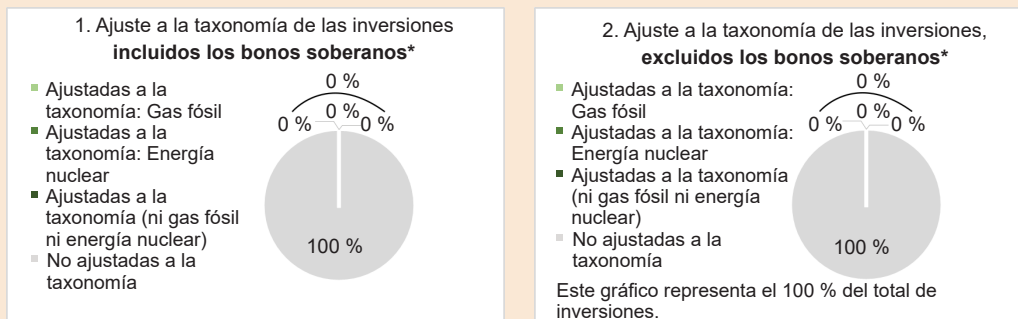 1. Ajuste a la taxonomía de las inversiones
incluidos los bonos soberanos*
Ajustadas a la
taxonomía: Gas fósil
Ajustadas a la
taxonomía: Energía
nuclear
Ajustadas a la
taxonomía (ni gas fósil
ni energía nuclear)
No ajustadas a la
taxonomía
0 %
0 %
0 %
0 %
100 %
2. Ajuste a la taxonomía de las inversiones,
excluidos los bonos soberanos*
Ajustadas a la taxonomía:
Gas fósil
Ajustadas a la taxonomía:
Energía nuclear
Ajustadas a la taxonomía
(ni gas fósil ni energía
nuclear)
No ajustadas a la
taxonomía
0 %
0 %
0 %
0 %
100 %
Este gráfico representa el 100 % del total de
inversiones.